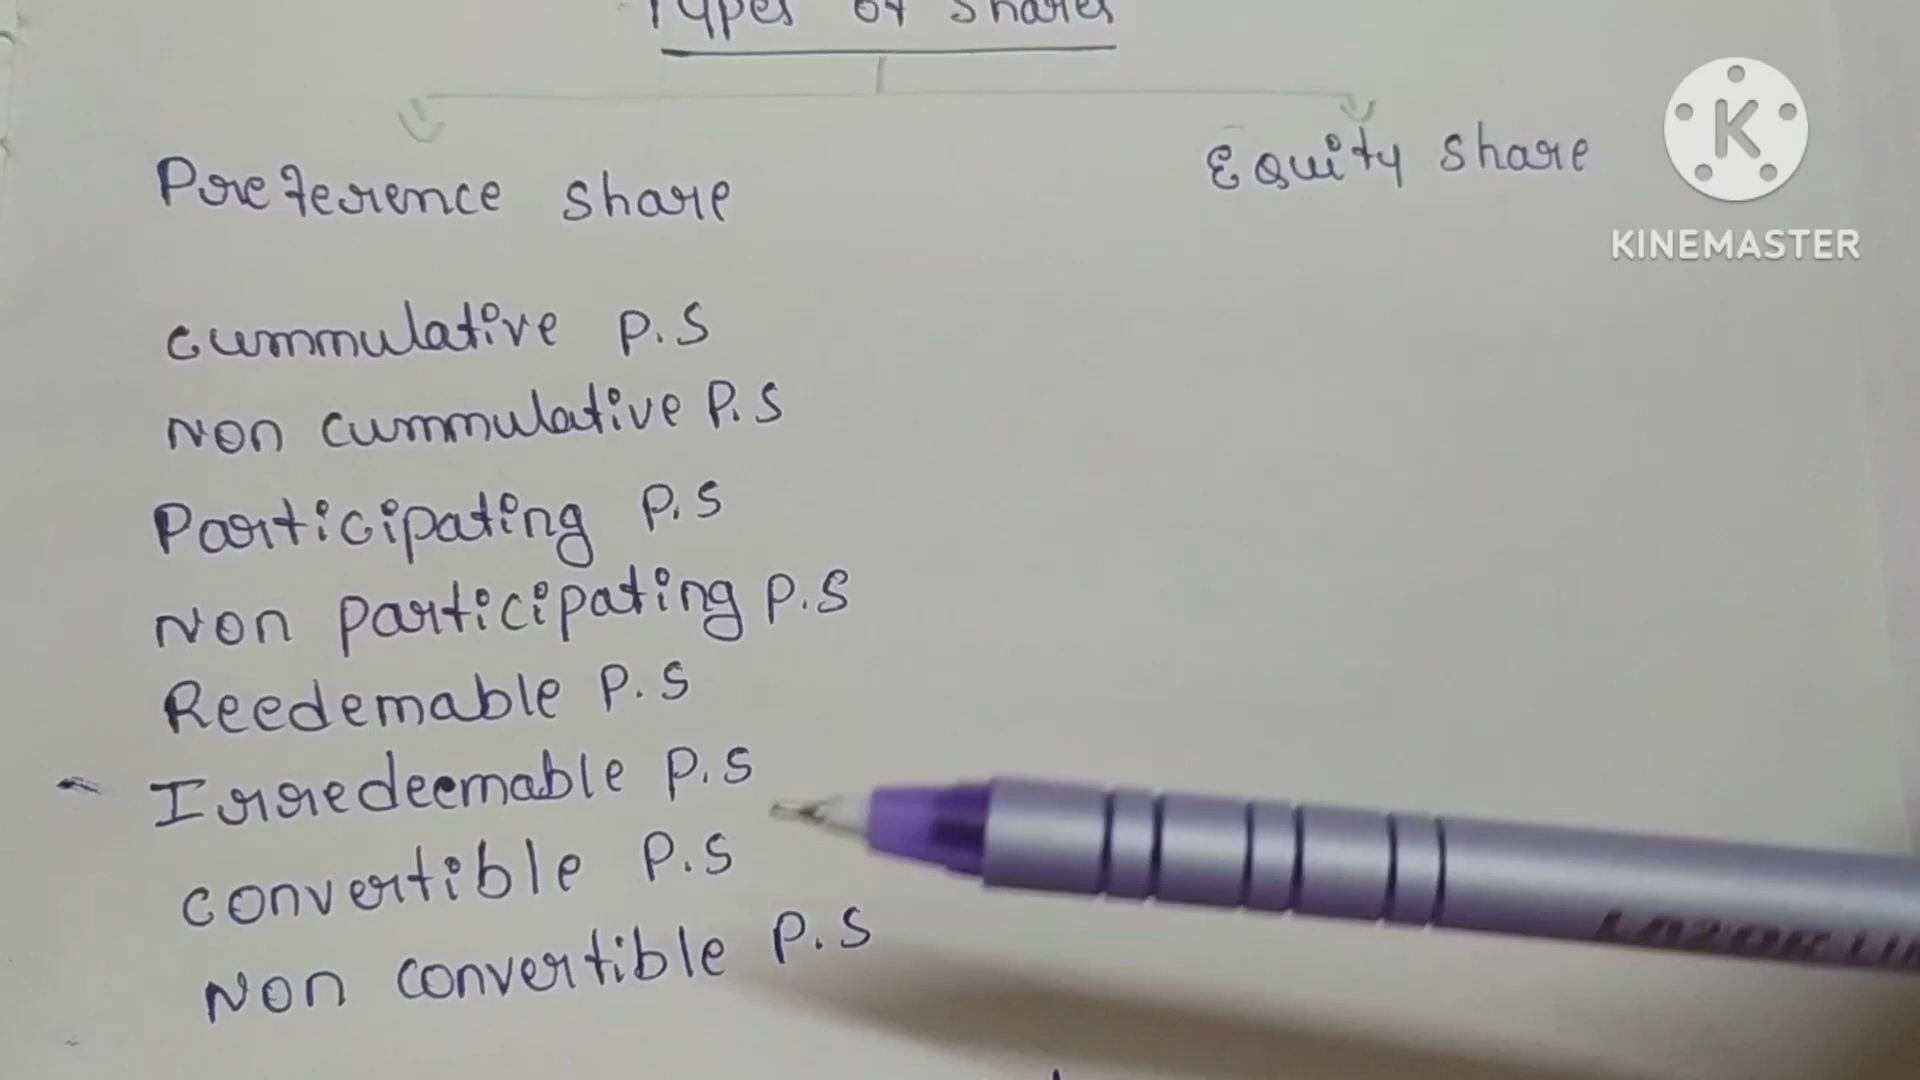 Types of Shares
Preference share
Equity share
cummulative P.S
Non cummulative P.S
Participating P.S
Non participating P.S
Reedemable P.S
Irredeemable P.S
convertible P.S
Non convertible P.S
K
KINEMASTER